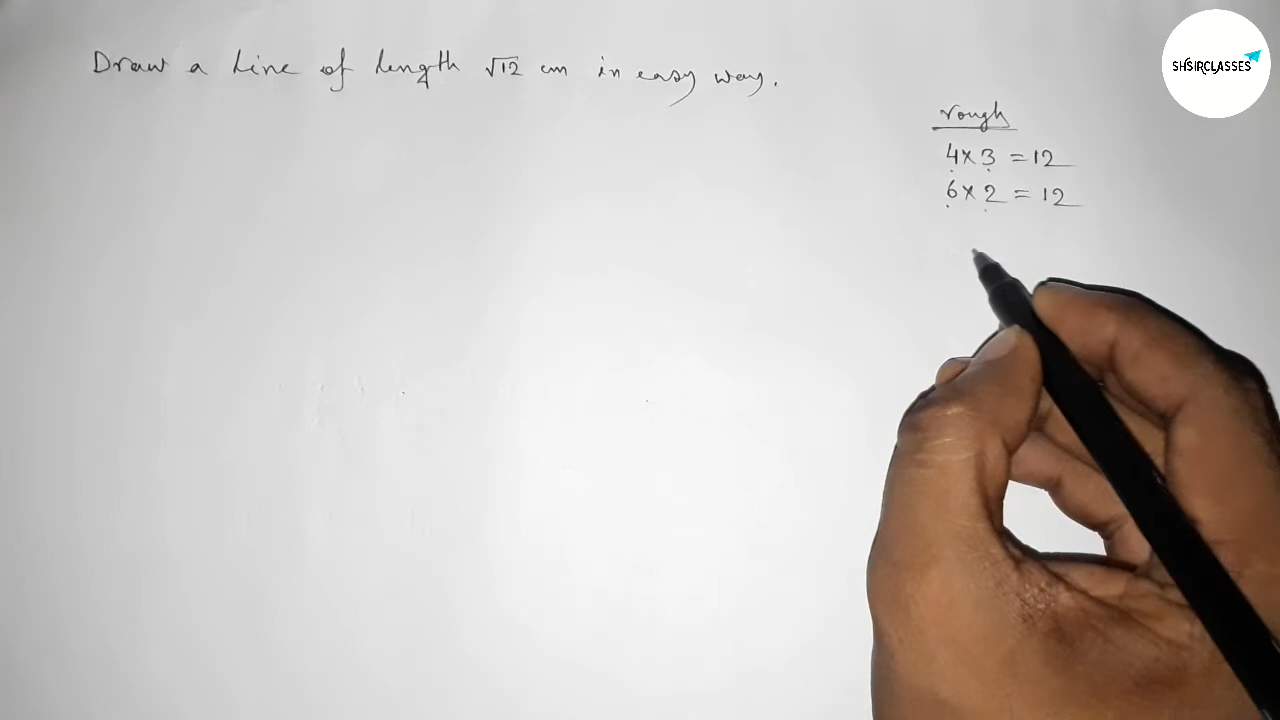 Draw a line of length √12 cm in easy way.
SHSIRCLASSES
rough
4×3 = 12
6×2 = 12